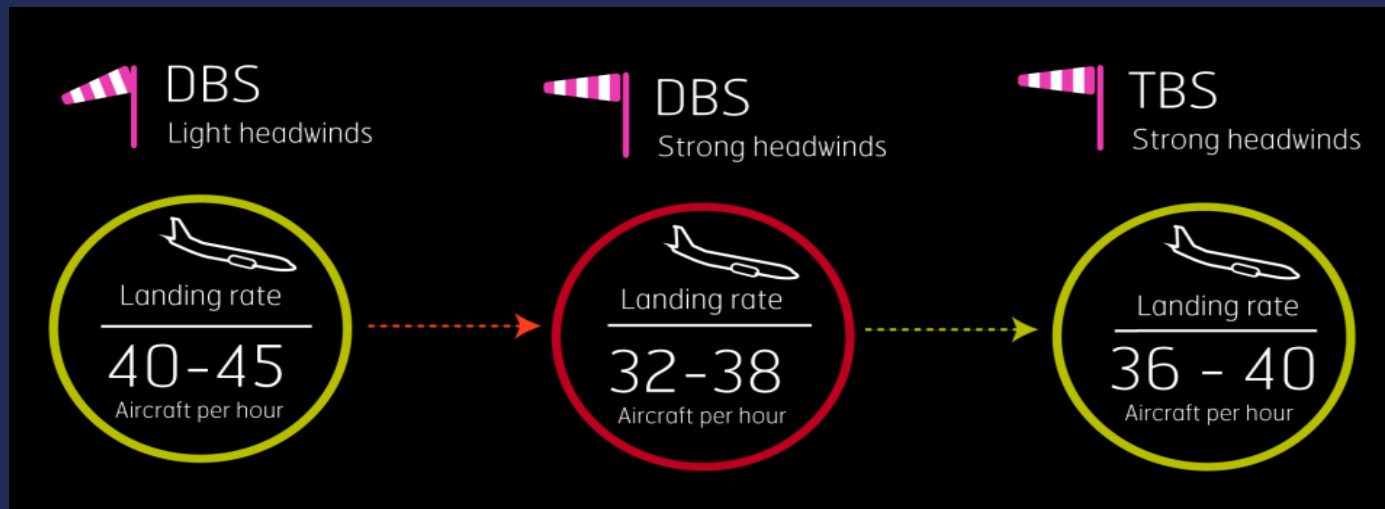 DBS
Light headwinds
DBS
Strong headwinds
TBS
Strong headwinds
Landing rate
40-45
Aircraft per hour
Landing rate
32-38
Aircraft per hour
Landing rate
36 - 40
Aircraft per hour